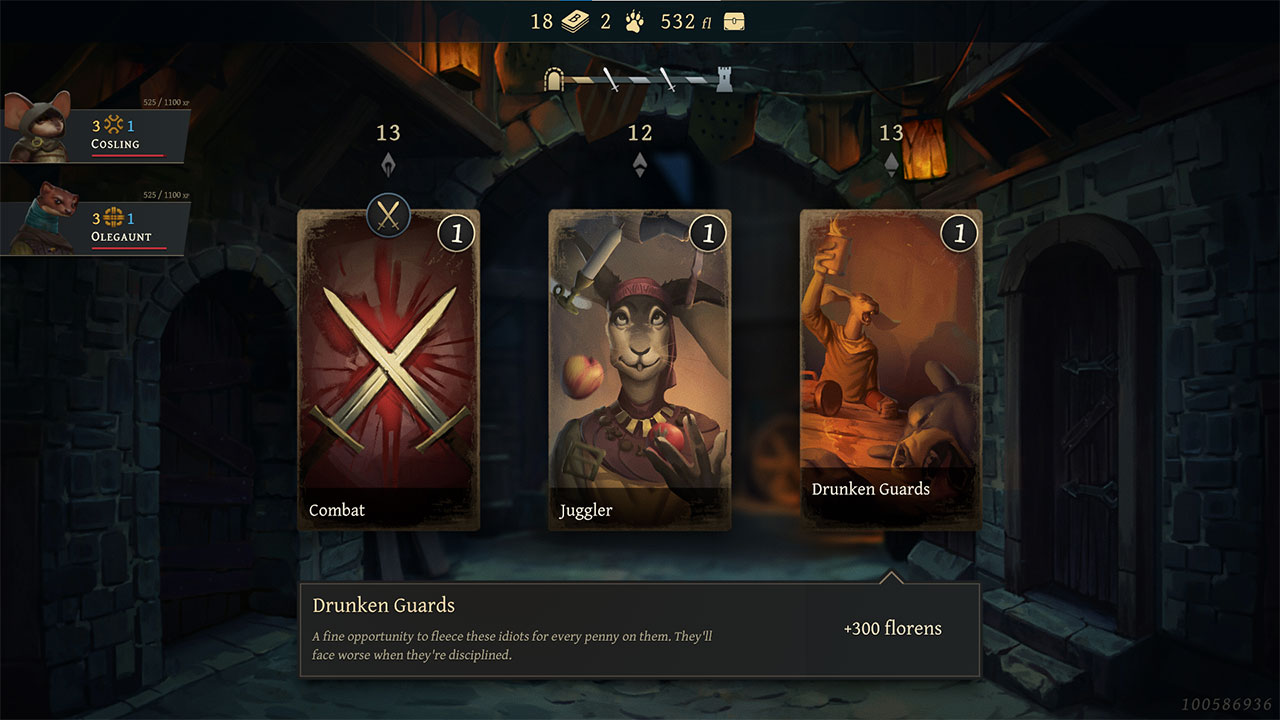 18 2 532 fl
525 / 1100 XP
3 1
Cosling
525 / 1100 XP
3 1
Olegaunt
13
12
13
1
1
1
Combat
Juggler
Drunken Guards
Drunken Guards
A fine opportunity to fleece these idiots for every penny on them. They'll
face worse when they're disciplined.
+300 florens
100586936